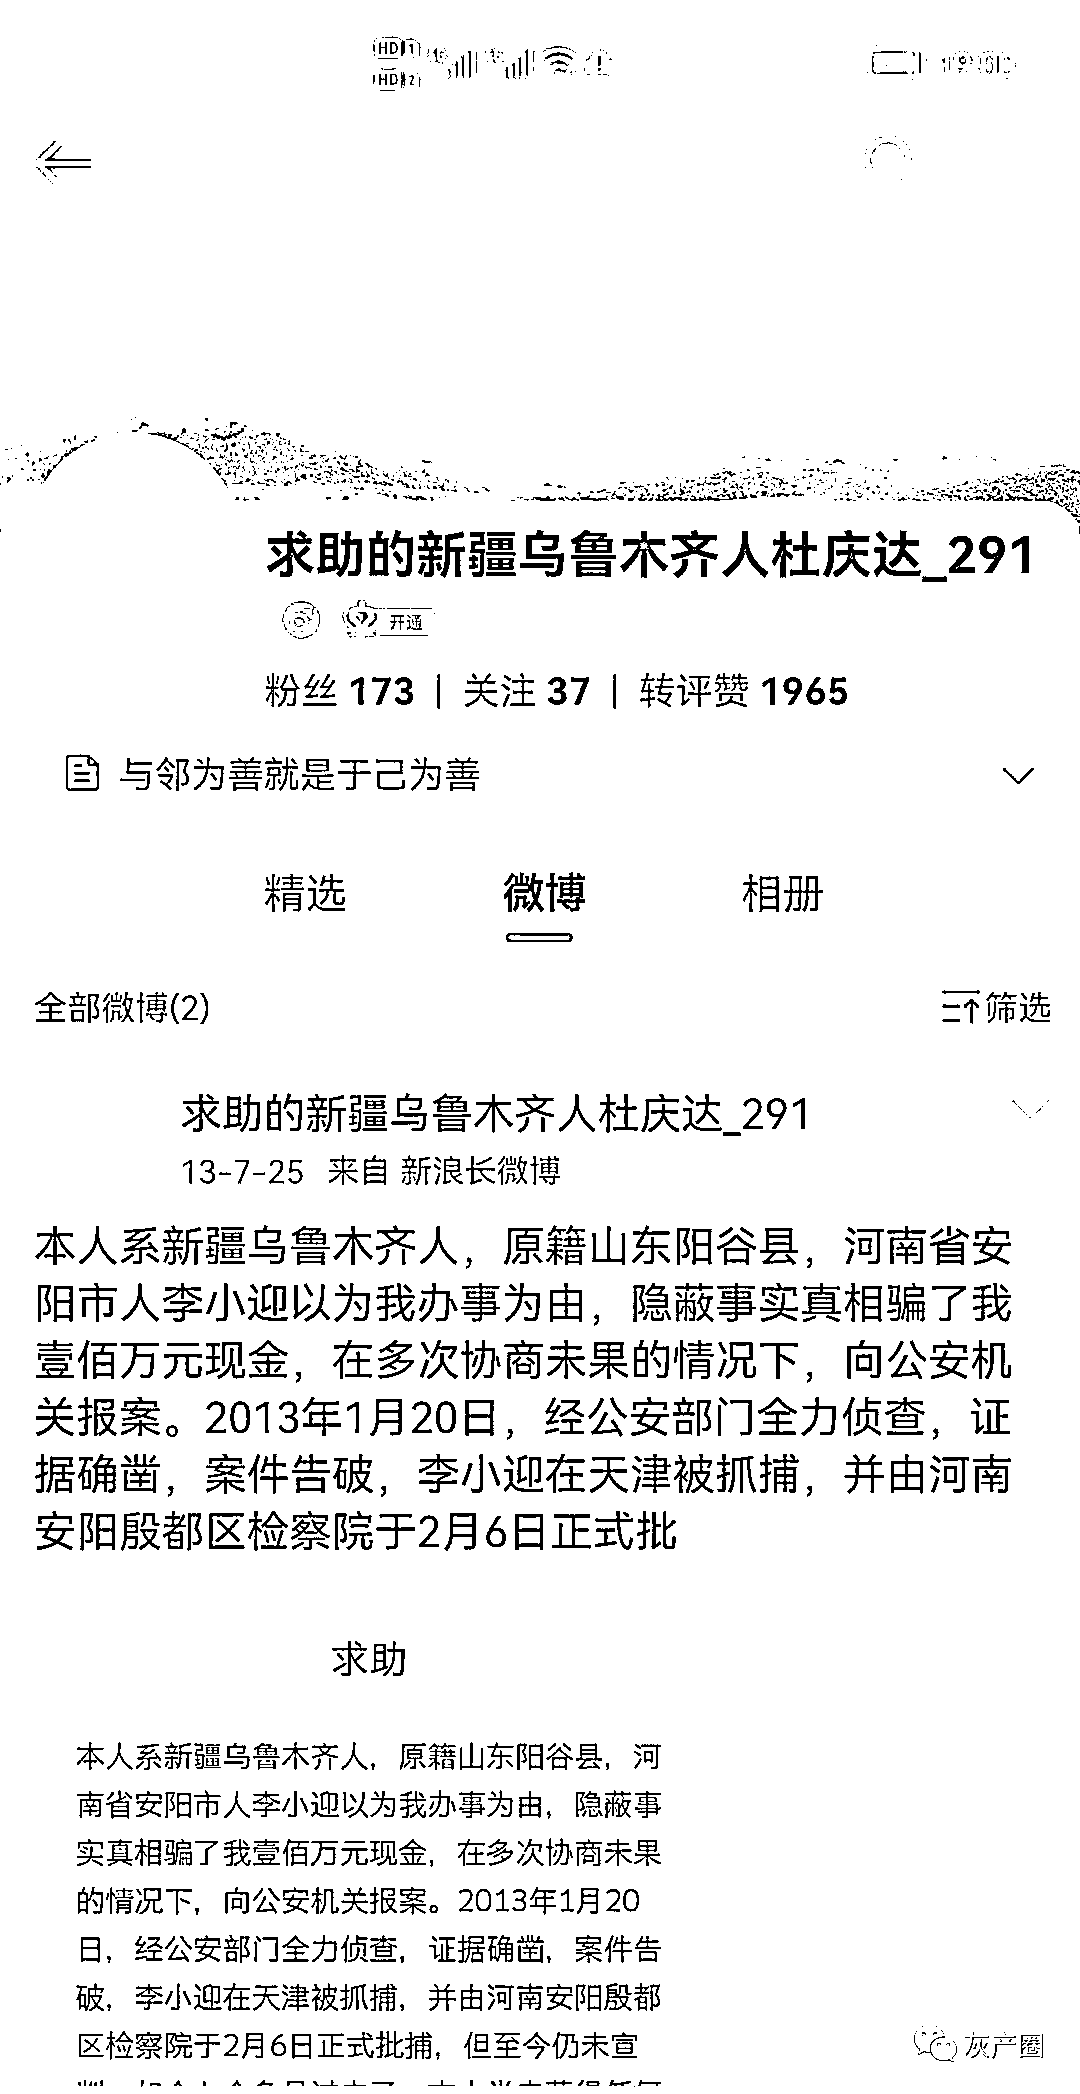 HD 1
HD 2
求助的新疆乌鲁木齐人杜庆达_291
开通
粉丝 173 | 关注 37 | 转评赞 1965
与邻为善就是于己为善
精选 微博 相册
全部微博(2) 筛选
求助的新疆乌鲁木齐人杜庆达_291
13-7-25 来自 新浪长微博
本人系新疆乌鲁木齐人，原籍山东阳谷县，河南省安
阳市人李小迎以为我办事为由，隐蔽事实真相骗了我
壹佰万元现金，在多次协商未果的情况下，向公安机
关报案。2013年1月20日，经公安部门全力侦查，证
据确凿，案件告破，李小迎在天津被抓捕，并由河南
安阳殷都区检察院于2月6日正式批
求助
本人系新疆乌鲁木齐人，原籍山东阳谷县，河
南省安阳市人李小迎以为我办事为由，隐蔽事
实真相骗了我壹佰万元现金，在多次协商未果
的情况下，向公安机关报案。2013年1月20
日，经公安部门全力侦查，证据确凿，案件告
破，李小迎在天津被抓捕，并由河南安阳殷都
区检察院于2月6日正式批捕，但至今仍未宣
灰产圈